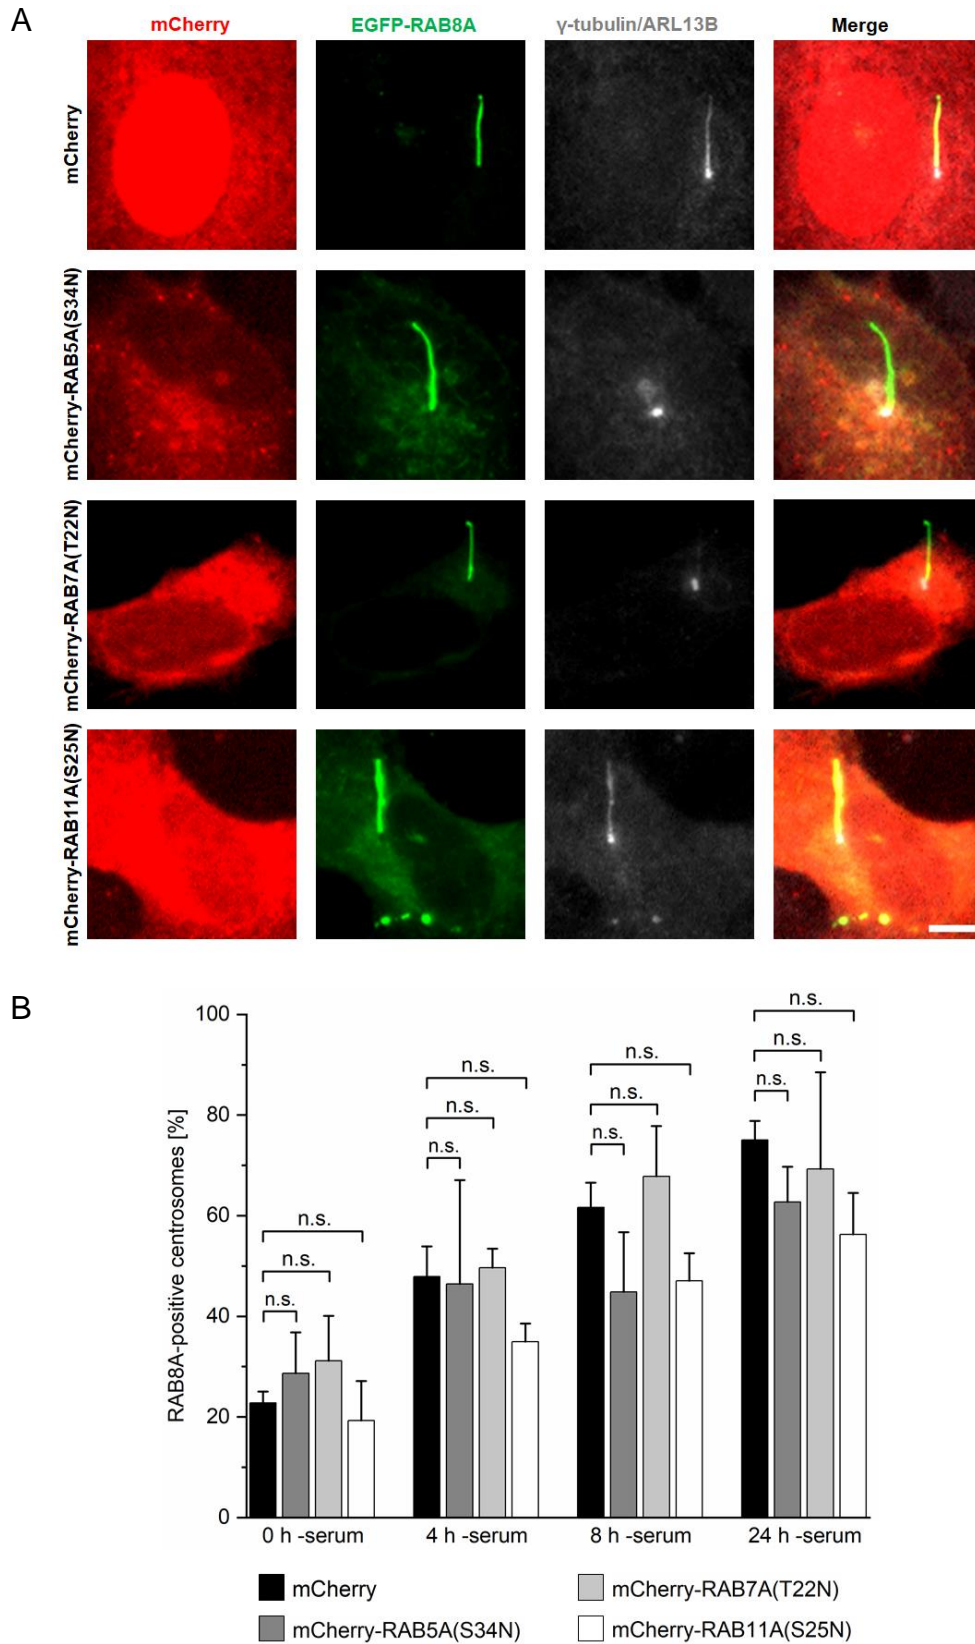 A
mCherry EGFP-RAB8A γ-tubulin/ARL13B Merge
mCherry
mCherry-RAB5A(S34N)
mCherry-RAB7A(T22N)
mCherry-RAB11A(S25N)
B
RAB8A-positive centrosomes [%]
100
80
60
40
20
0
n.s.
n.s.
n.s.
n.s.
n.s.
n.s.
n.s.
n.s.
n.s.
n.s.
n.s.
n.s.
0 h -serum 4 h -serum 8 h -serum 24 h -serum
mCherry mCherry-RAB7A(T22N)
mCherry-RAB5A(S34N) mCherry-RAB11A(S25N)